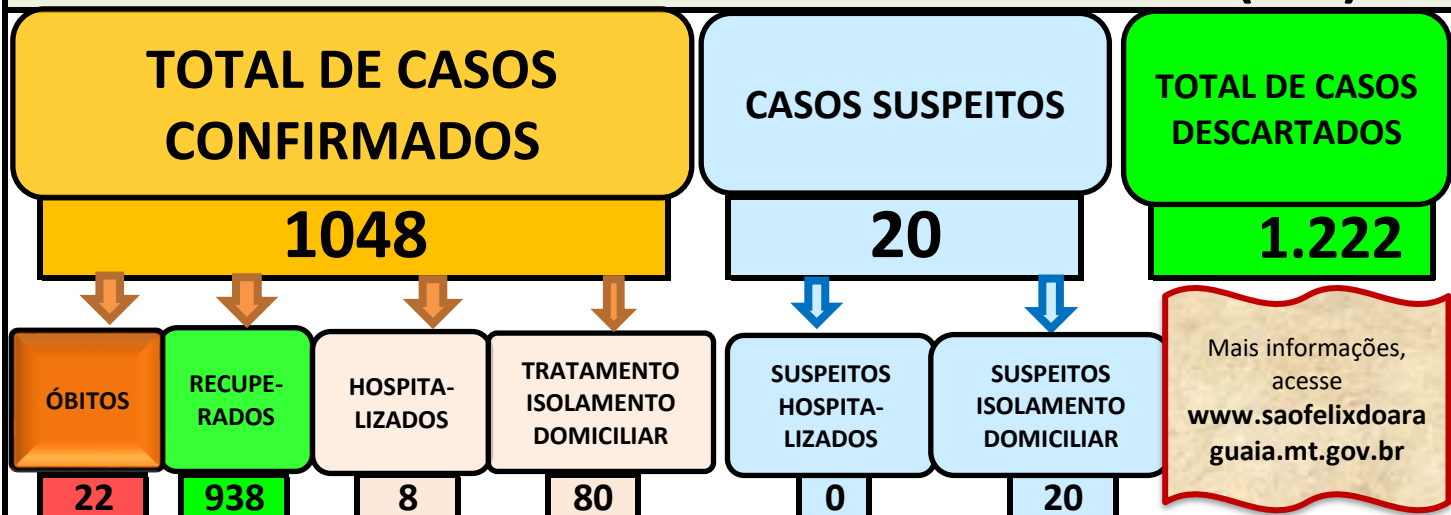 TOTAL DE CASOS
CONFIRMADOS
1048
CASOS SUSPEITOS
20
TOTAL DE CASOS
DESCARTADOS
1.222
ÓBITOS
22
RECUPE-
RADOS
938
HOSPITA-
LIZADOS
8
TRATAMENTO
ISOLAMENTO
DOMICILIAR
80
SUSPEITOS
HOSPITA-
LIZADOS
0
SUSPEITOS
ISOLAMENTO
DOMICILIAR
20
Mais informações,
acesse
www.saofelixdoara
guaia.mt.gov.br